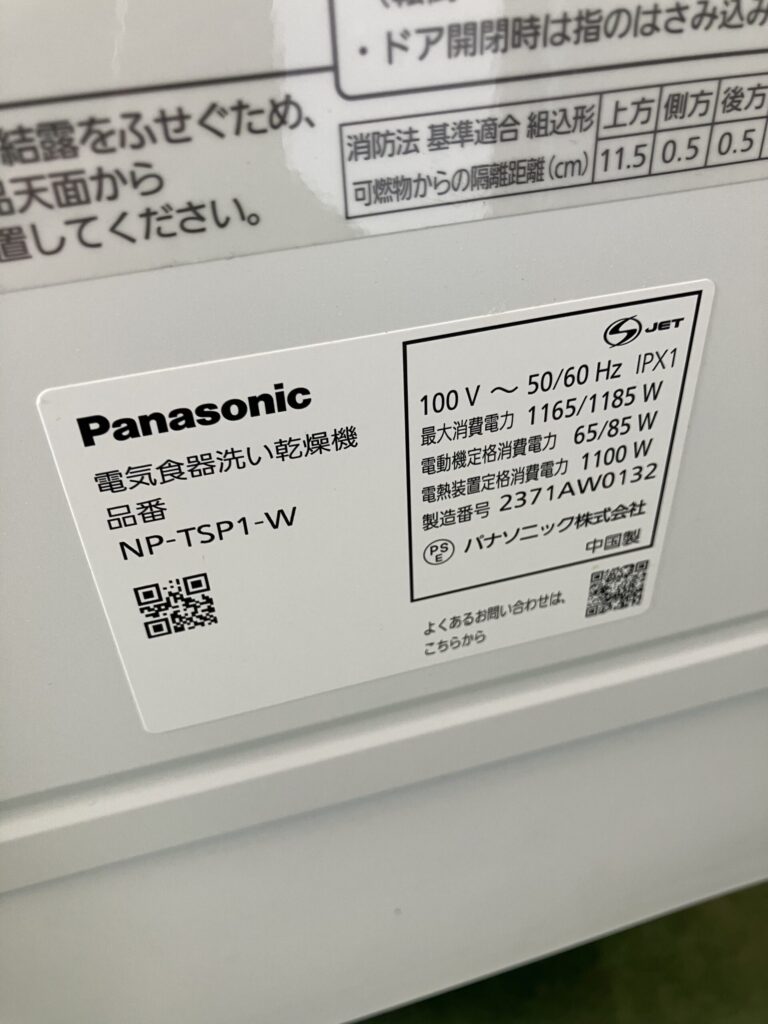 ・ドア開閉時は指のはさみ込み
結露をふせぐため、
品天面から
置してください。
消防法 基準適合 組込形 上方 側方 後方
可燃物からの隔離距離(cm) 11.5 0.5 0.5
Panasonic
電気食器洗い乾燥機
品番
NP-TSP1-W
JET
100 V ～ 50/60 Hz IPX1
最大消費電力 1165/1185 W
電動機定格消費電力 65/85 W
電熱装置定格消費電力 1100 W
製造番号 2371AW0132
PS
E
パナソニック株式会社
中国製
よくあるお問い合わせは、
こちらから